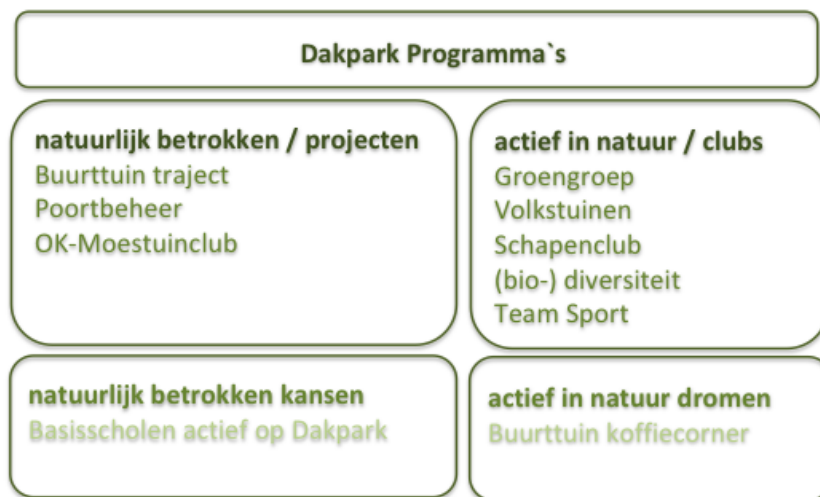 Dakpark Programma`s
natuurlijk betrokken / projecten
Buurttuin traject
Poortbeheer
OK-Moestuinclub
actief in natuur / clubs
Groengroep
Volkstuinen
Schapenclub
(bio-) diversiteit
Team Sport
natuurlijk betrokken kansen
Basisscholen actief op Dakpark
actief in natuur dromen
Buurttuin koffiecorner